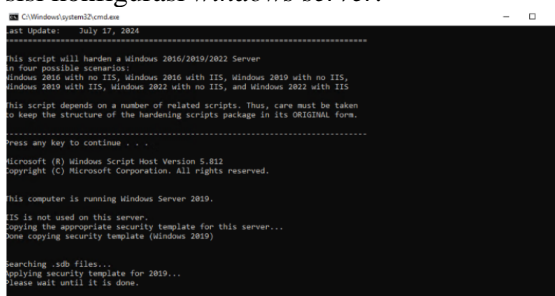 sisi konfigurasi windows server.
C:\Windows\system32\cmd.exe
Last Update: July 17, 2024
================================================================================
This script will harden a Windows 2016/2019/2022 Server
in four possible scenarios:
Windows 2016 with no IIS, Windows 2016 with IIS, Windows 2019 with no IIS,
Windows 2019 with IIS, Windows 2022 with no IIS, and Windows 2022 with IIS
This script depends on a number of related scripts. Thus, care must be taken
to keep the structure of the hardening scripts package in its ORIGINAL form.
--------------------------------------------------------------------------------
Press any key to continue . . .
Microsoft (R) Windows Script Host Version 5.812
Copyright (C) Microsoft Corporation. All rights reserved.
This computer is running Windows Server 2019.
IIS is not used on this server.
Copying the appropriate security template for this server...
Done copying security template (Windows 2019)
Searching .sdb files...
Applying security template for 2019...
Please wait until it is done.